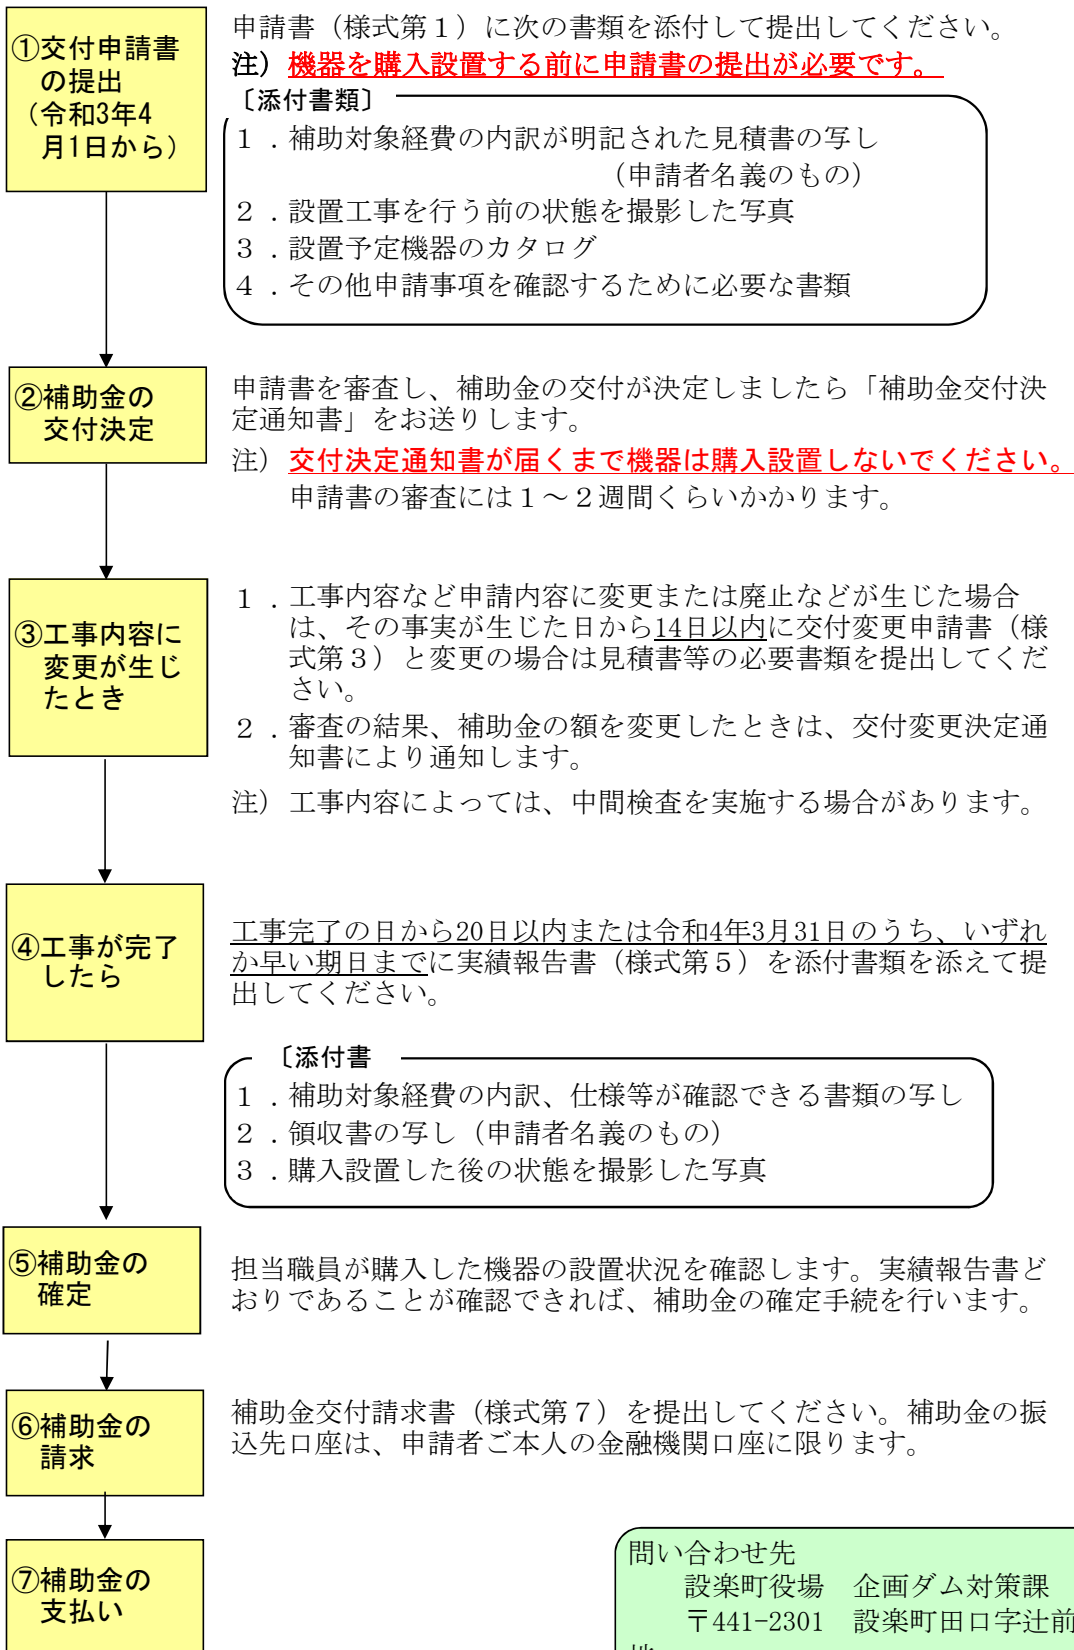 ①交付申請書
の提出
（令和3年4
月1日から）
申請書（様式第１）に次の書類を添付して提出してください。
注）機器を購入設置する前に申請書の提出が必要です。
〔添付書類〕
１．補助対象経費の内訳が明記された見積書の写し
（申請者名義のもの）
２．設置工事を行う前の状態を撮影した写真
３．設置予定機器のカタログ
４．その他申請事項を確認するために必要な書類
②補助金の
交付決定
申請書を審査し、補助金の交付が決定しましたら「補助金交付決
定通知書」をお送りします。
注）交付決定通知書が届くまで機器は購入設置しないでください。
申請書の審査には１～２週間くらいかかります。
③工事内容に
変更が生じ
たとき
１．工事内容など申請内容に変更または廃止などが生じた場合
は、その事実が生じた日から14日以内に交付変更申請書（様
式第３）と変更の場合は見積書等の必要書類を提出してくだ
さい。
２．審査の結果、補助金の額を変更したときは、交付変更決定通
知書により通知します。
注）工事内容によっては、中間検査を実施する場合があります。
④工事が完了
したら
工事完了の日から20日以内または令和4年3月31日のうち、いずれ
か早い期日までに実績報告書（様式第５）を添付書類を添えて提
出してください。
〔添付書
１．補助対象経費の内訳、仕様等が確認できる書類の写し
２．領収書の写し（申請者名義のもの）
３．購入設置した後の状態を撮影した写真
⑤補助金の
確定
担当職員が購入した機器の設置状況を確認します。実績報告書ど
おりであることが確認できれば、補助金の確定手続を行います。
⑥補助金の
請求
補助金交付請求書（様式第７）を提出してください。補助金の振
込先口座は、申請者ご本人の金融機関口座に限ります。
⑦補助金の
支払い
問い合わせ先
設楽町役場　企画ダム対策課
〒441-2301　設楽町田口字辻前